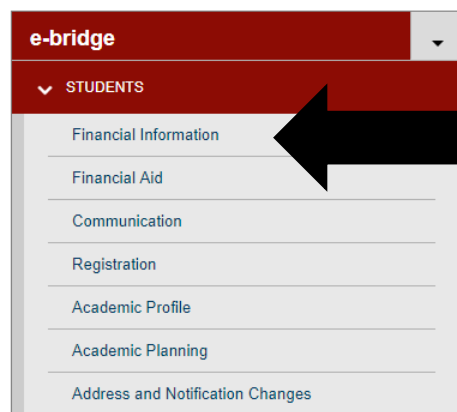 e-bridge
STUDENTS
Financial Information
Financial Aid
Communication
Registration
Academic Profile
Academic Planning
Address and Notification Changes